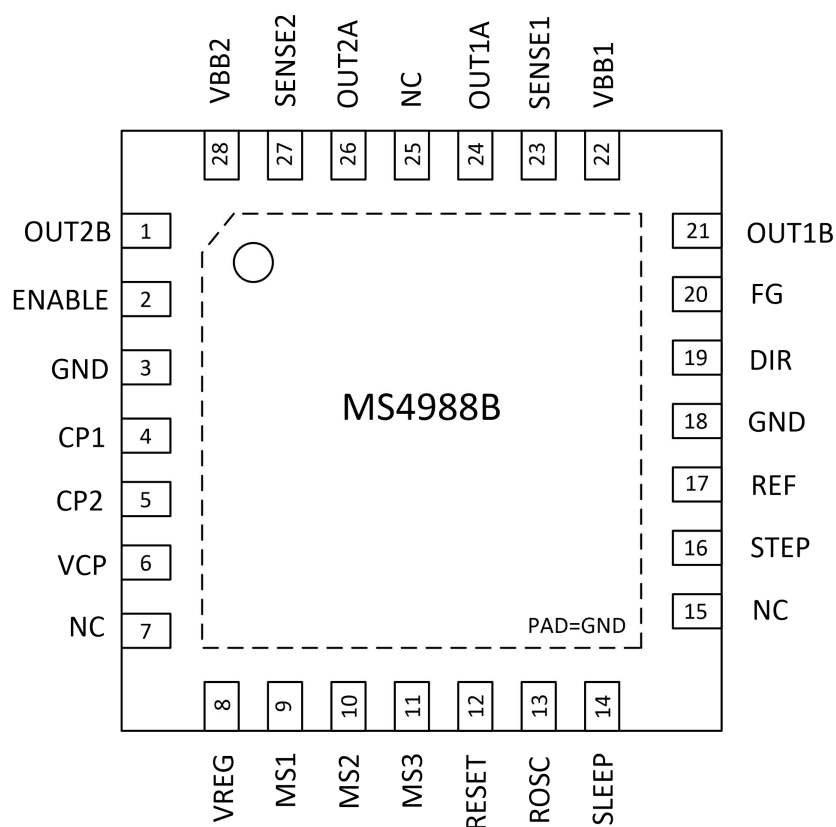 VBB2
SENSE2
OUT2A
NC
OUT1A
SENSE1
VBB1
28
27
26
25
24
23
22
OUT2B 1
21 OUT1B
ENABLE 2
20 FG
GND 3
19 DIR
MS4988B
CP1 4
18 GND
CP2 5
17 REF
VCP 6
16 STEP
NC 7
15 NC
PAD=GND
8
9
10
11
12
13
14
VREG
MS1
MS2
MS3
RESET
ROSC
SLEEP